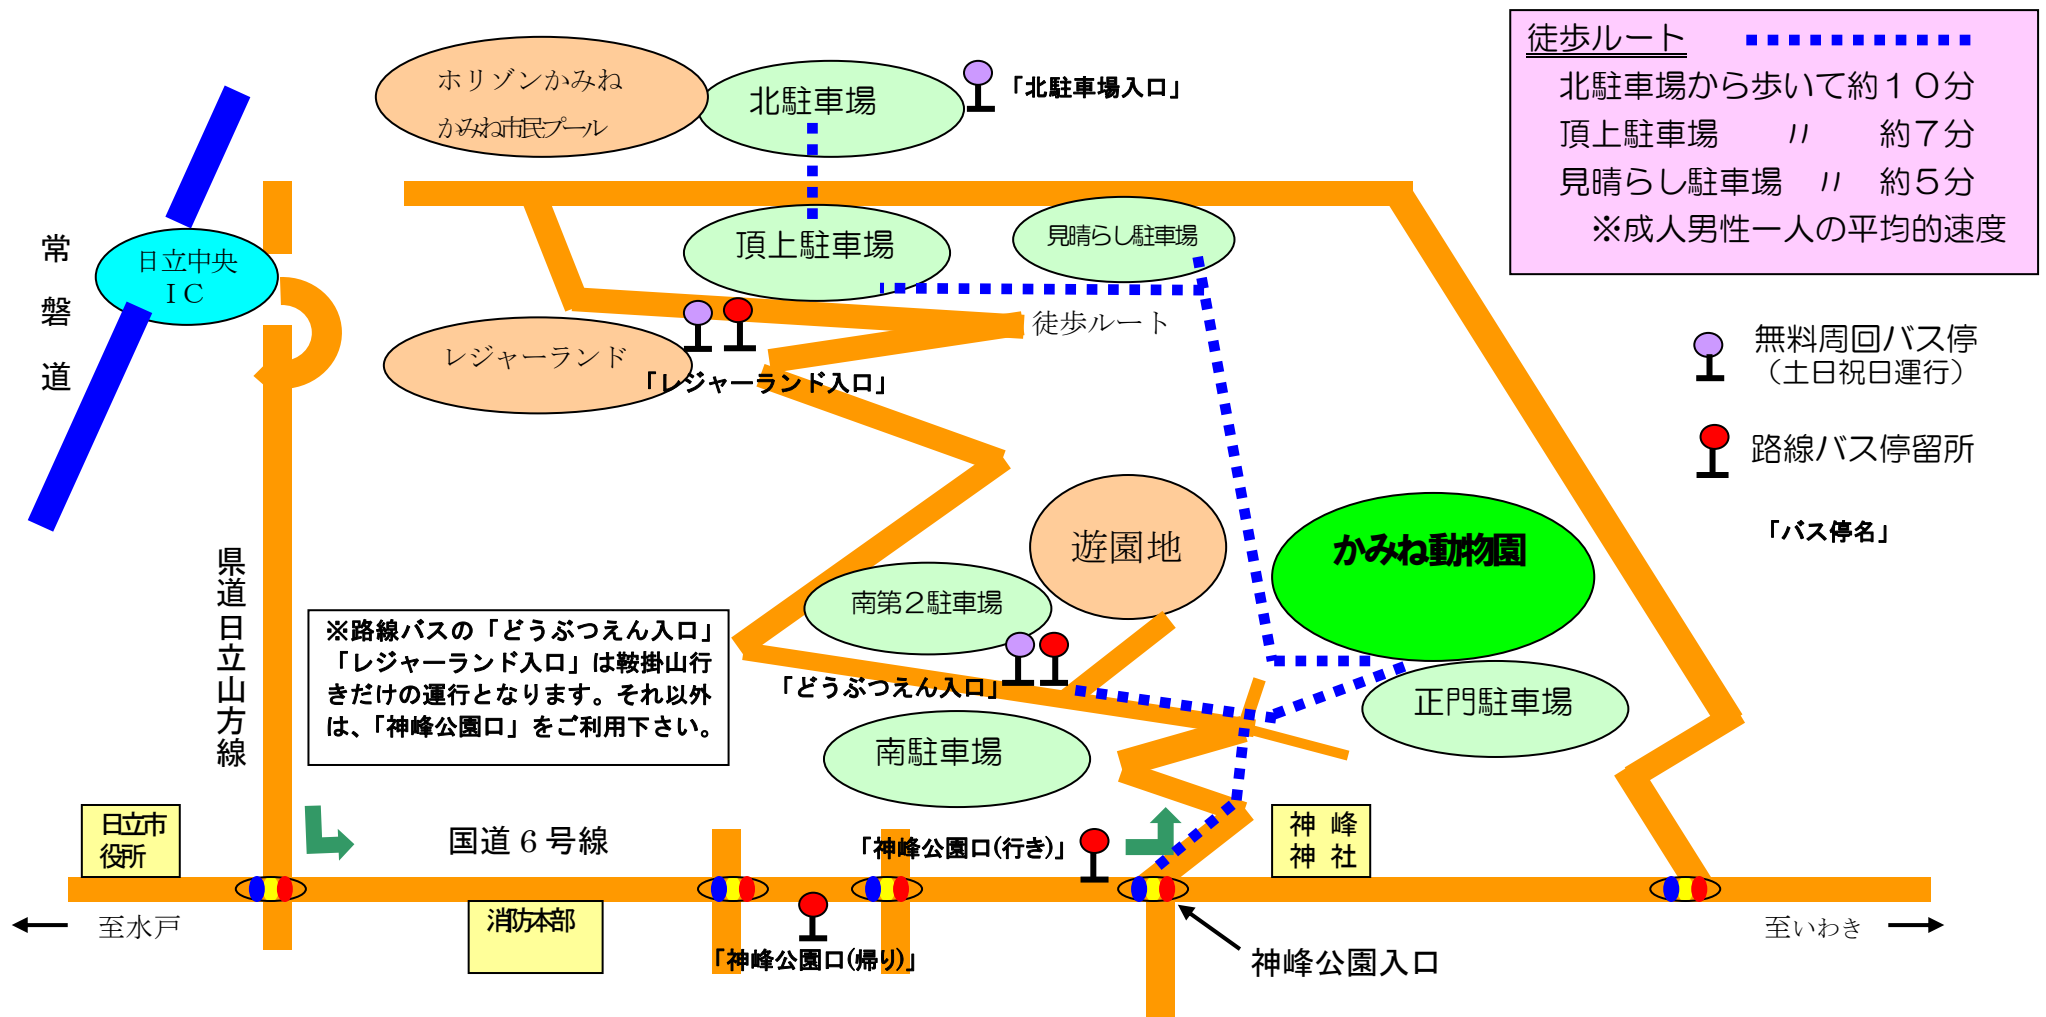 徒歩ルート
北駐車場から歩いて約１０分
頂上駐車場　　〃　　約７分
見晴らし駐車場　〃　約５分
※成人男性一人の平均的速度
ホリゾンかみね
かみね市民プール
北駐車場
「北駐車場入口」
常磐道
日立中央
ＩＣ
頂上駐車場
見晴らし駐車場
徒歩ルート
レジャーランド
「レジャーランド入口」
無料周回バス停
（土日祝日運行）
路線バス停留所
「バス停名」
遊園地
かみね動物園
県道日立山方線
南第２駐車場
「どうぶつえん入口」
正門駐車場
南駐車場
※路線バスの「どうぶつえん入口」
「レジャーランド入口」は鞍掛山行
きだけの運行となります。それ以外
は、「神峰公園口」をご利用下さい。
日立市
役所
国道６号線
「神峰公園口(行き)」
神　峰
神　社
至水戸
消防本部
「神峰公園口(帰り)」
神峰公園入口
至いわき